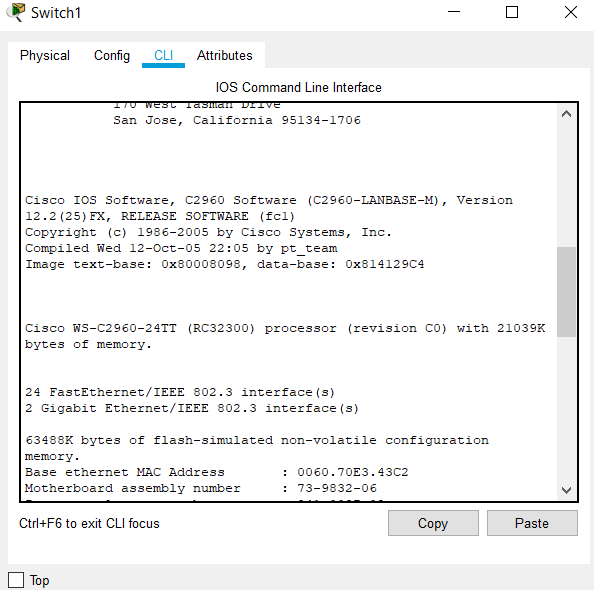 Switch1
Physical Config CLI Attributes
IOS Command Line Interface
170 West Tasman Drive
San Jose, California 95134-1706
Cisco IOS Software, C2960 Software (C2960-LANBASE-M), Version
12.2(25)FX, RELEASE SOFTWARE (fc1)
Copyright (c) 1986-2005 by Cisco Systems, Inc.
Compiled Wed 12-Oct-05 22:05 by pt_team
Image text-base: 0x80008098, data-base: 0x814129C4
Cisco WS-C2960-24TT (RC32300) processor (revision C0) with 21039K
bytes of memory.
24 FastEthernet/IEEE 802.3 interface(s)
2 Gigabit Ethernet/IEEE 802.3 interface(s)
63488K bytes of flash-simulated non-volatile configuration
memory.
Base ethernet MAC Address : 0060.70E3.43C2
Motherboard assembly number : 73-9832-06
Ctrl+F6 to exit CLI focus
Copy Paste
Top